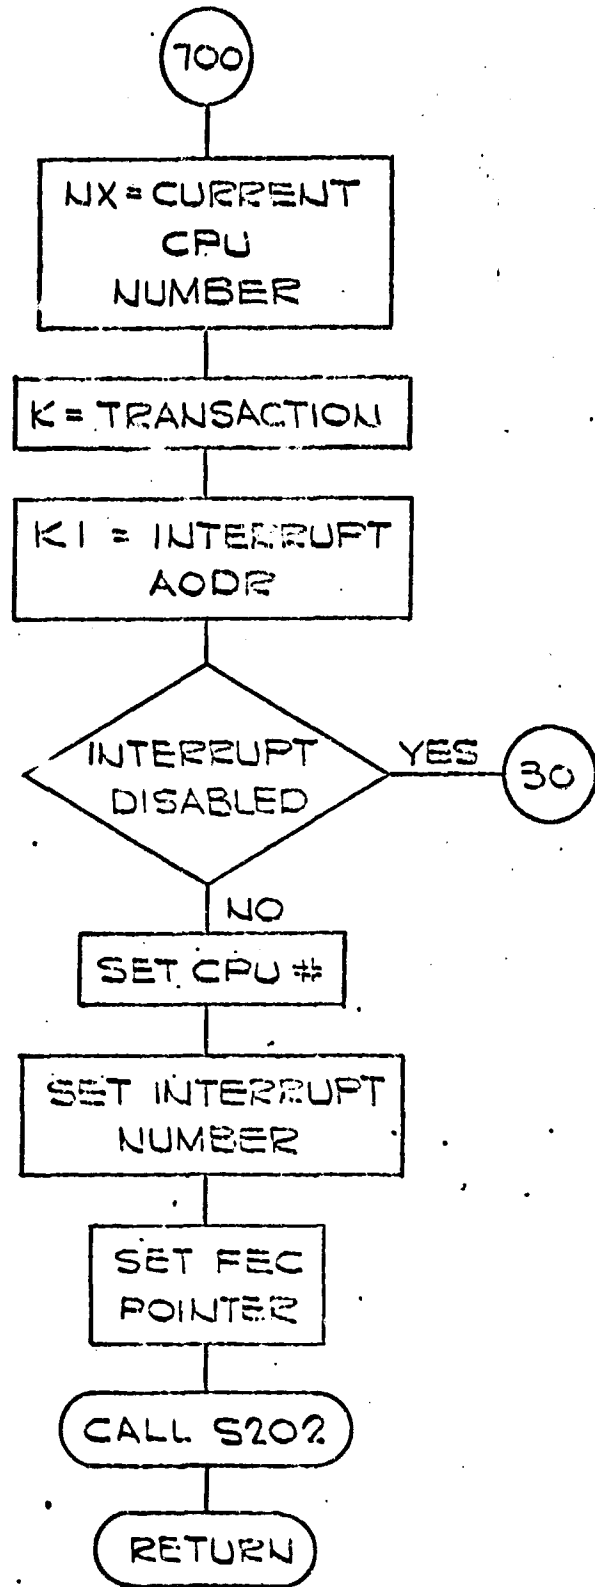 700
NX = CURRENT
CPU
NUMBER
K = TRANSACTION
K1 = INTERRUPT
ADDR
INTERRUPT
DISABLED
YES
30
NO
SET CPU #
SET INTERRUPT
NUMBER
SET FEC
POINTER
CALL S202
RETURN